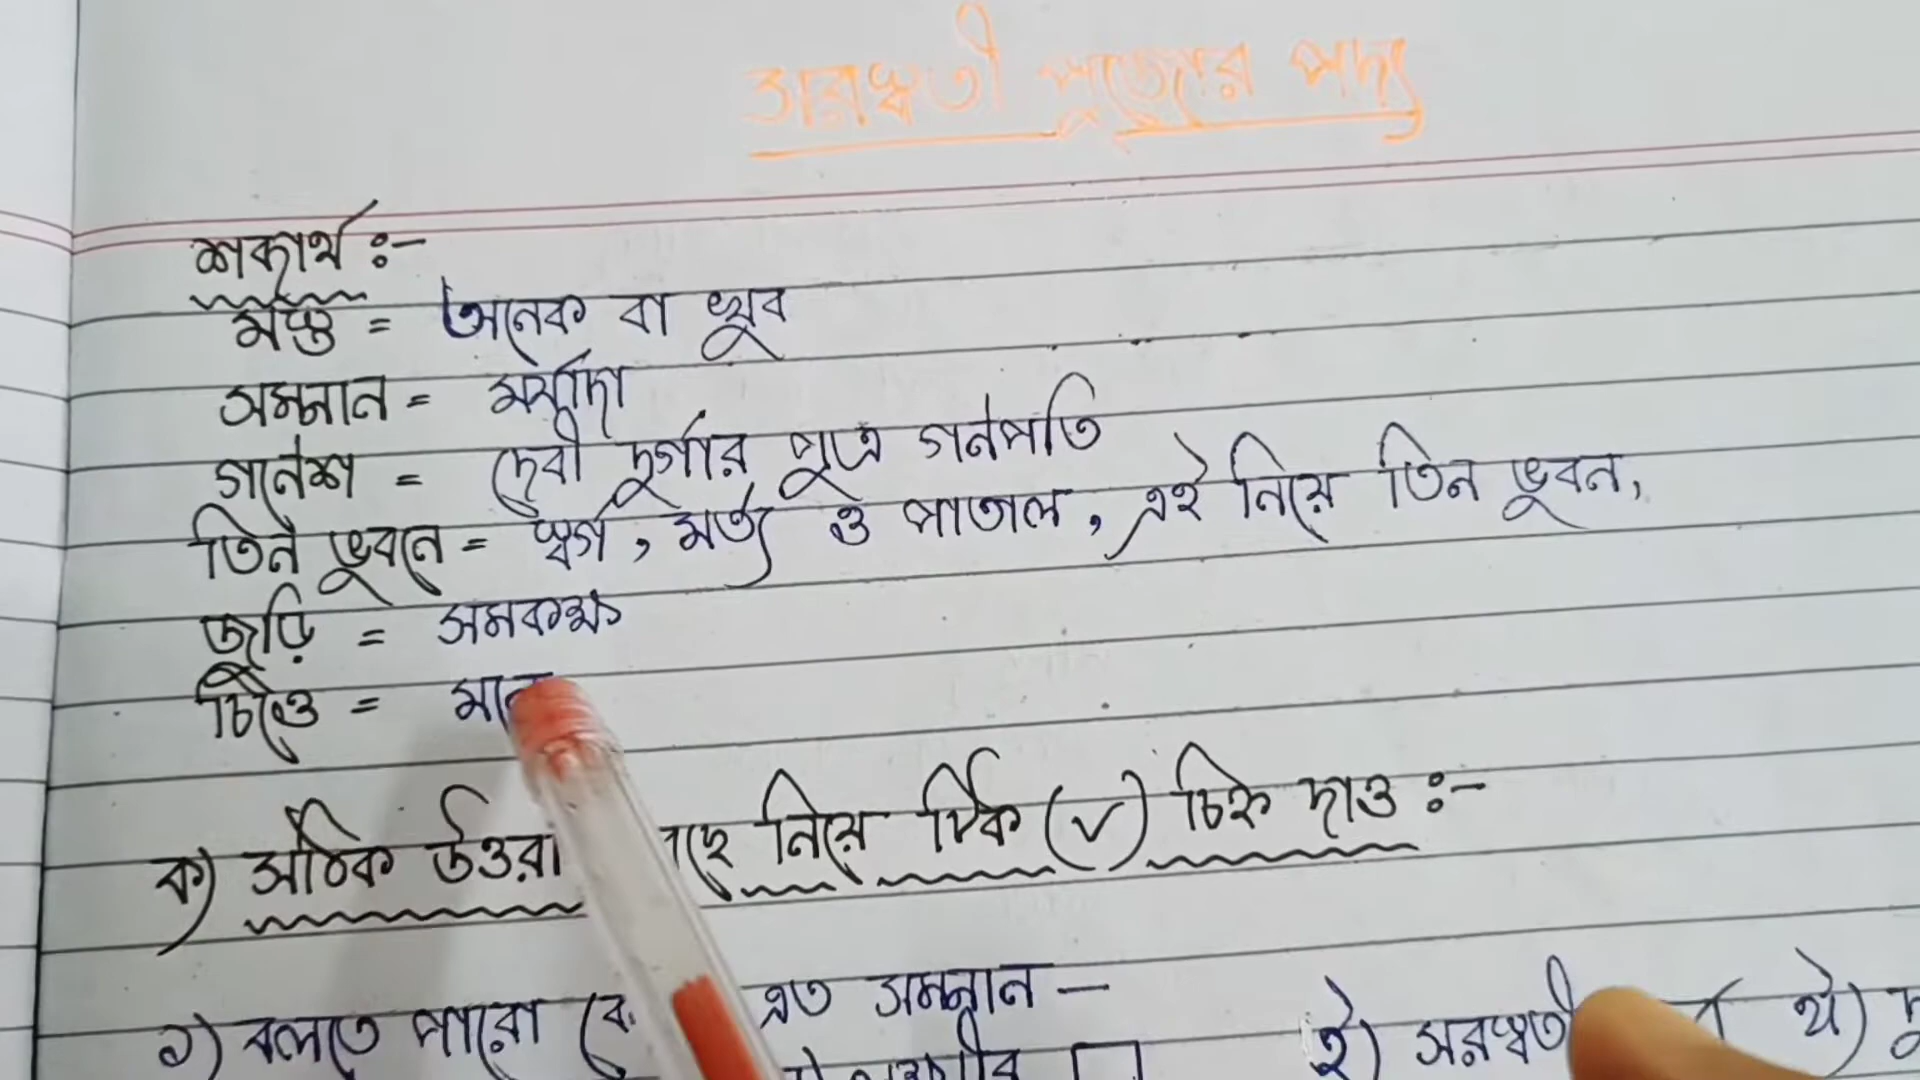 সরস্বতী পুজোর পদ্য
শব্দার্থ :-
মস্ত = অনেক বা খুব
সম্মান = মর্যাদা
গনেশ = দেবী দুর্গার পুত্র গনপতি
তিন ভুবনে = স্বর্গ, মর্ত্য ও পাতাল, এই নিয়ে তিন ভুবন,
জুড়ি = সমকক্ষ
চিত্তে =
ক) সঠিক উত্তর নিয়ে টিক (✓) চিহ্ন দাও :-
১) বলতে পারো এত সম্মান —
ই) সরস্বতী থে)